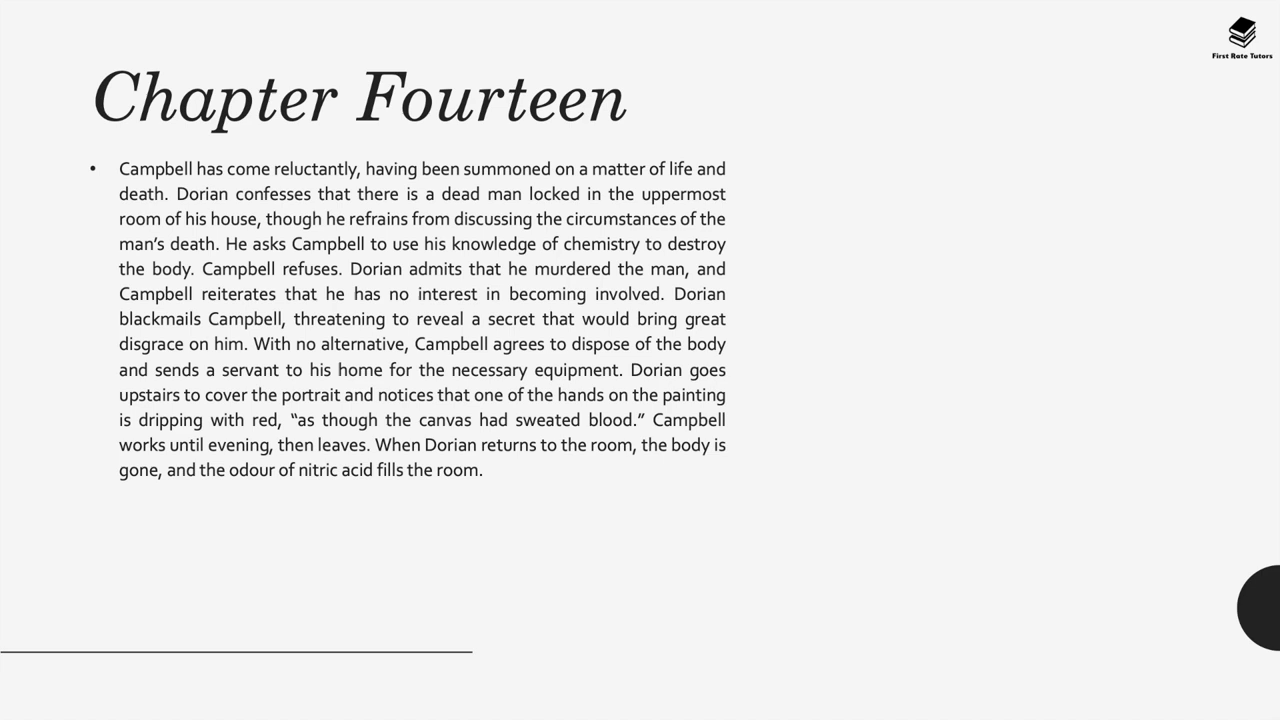 First Rate Tutors
Chapter Fourteen
• Campbell has come reluctantly, having been summoned on a matter of life and
death. Dorian confesses that there is a dead man locked in the uppermost
room of his house, though he refrains from discussing the circumstances of the
man’s death. He asks Campbell to use his knowledge of chemistry to destroy
the body. Campbell refuses. Dorian admits that he murdered the man, and
Campbell reiterates that he has no interest in becoming involved. Dorian
blackmails Campbell, threatening to reveal a secret that would bring great
disgrace on him. With no alternative, Campbell agrees to dispose of the body
and sends a servant to his home for the necessary equipment. Dorian goes
upstairs to cover the portrait and notices that one of the hands on the painting
is dripping with red, “as though the canvas had sweated blood.” Campbell
works until evening, then leaves. When Dorian returns to the room, the body is
gone, and the odour of nitric acid fills the room.